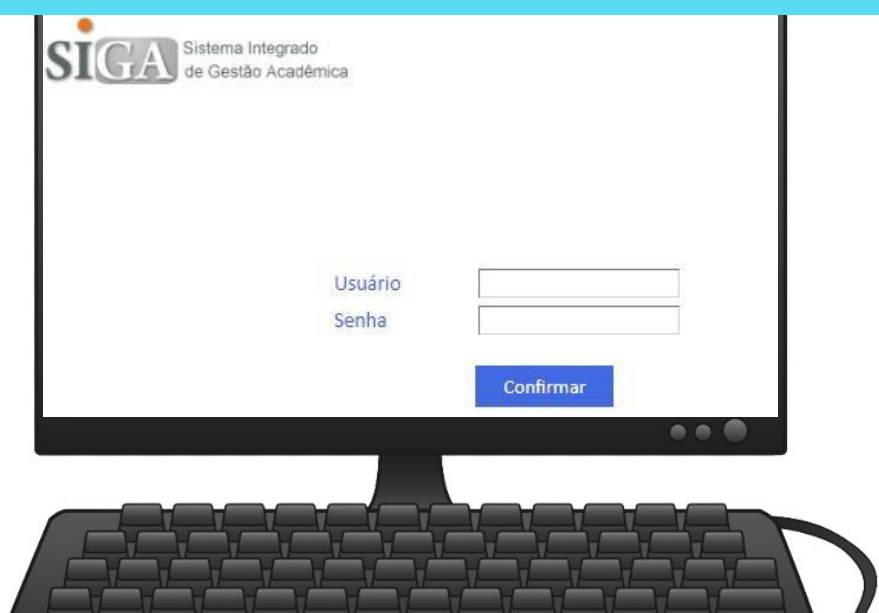 SIGA
Sistema Integrado
de Gestão Acadêmica
Usuário
Senha
Confirmar